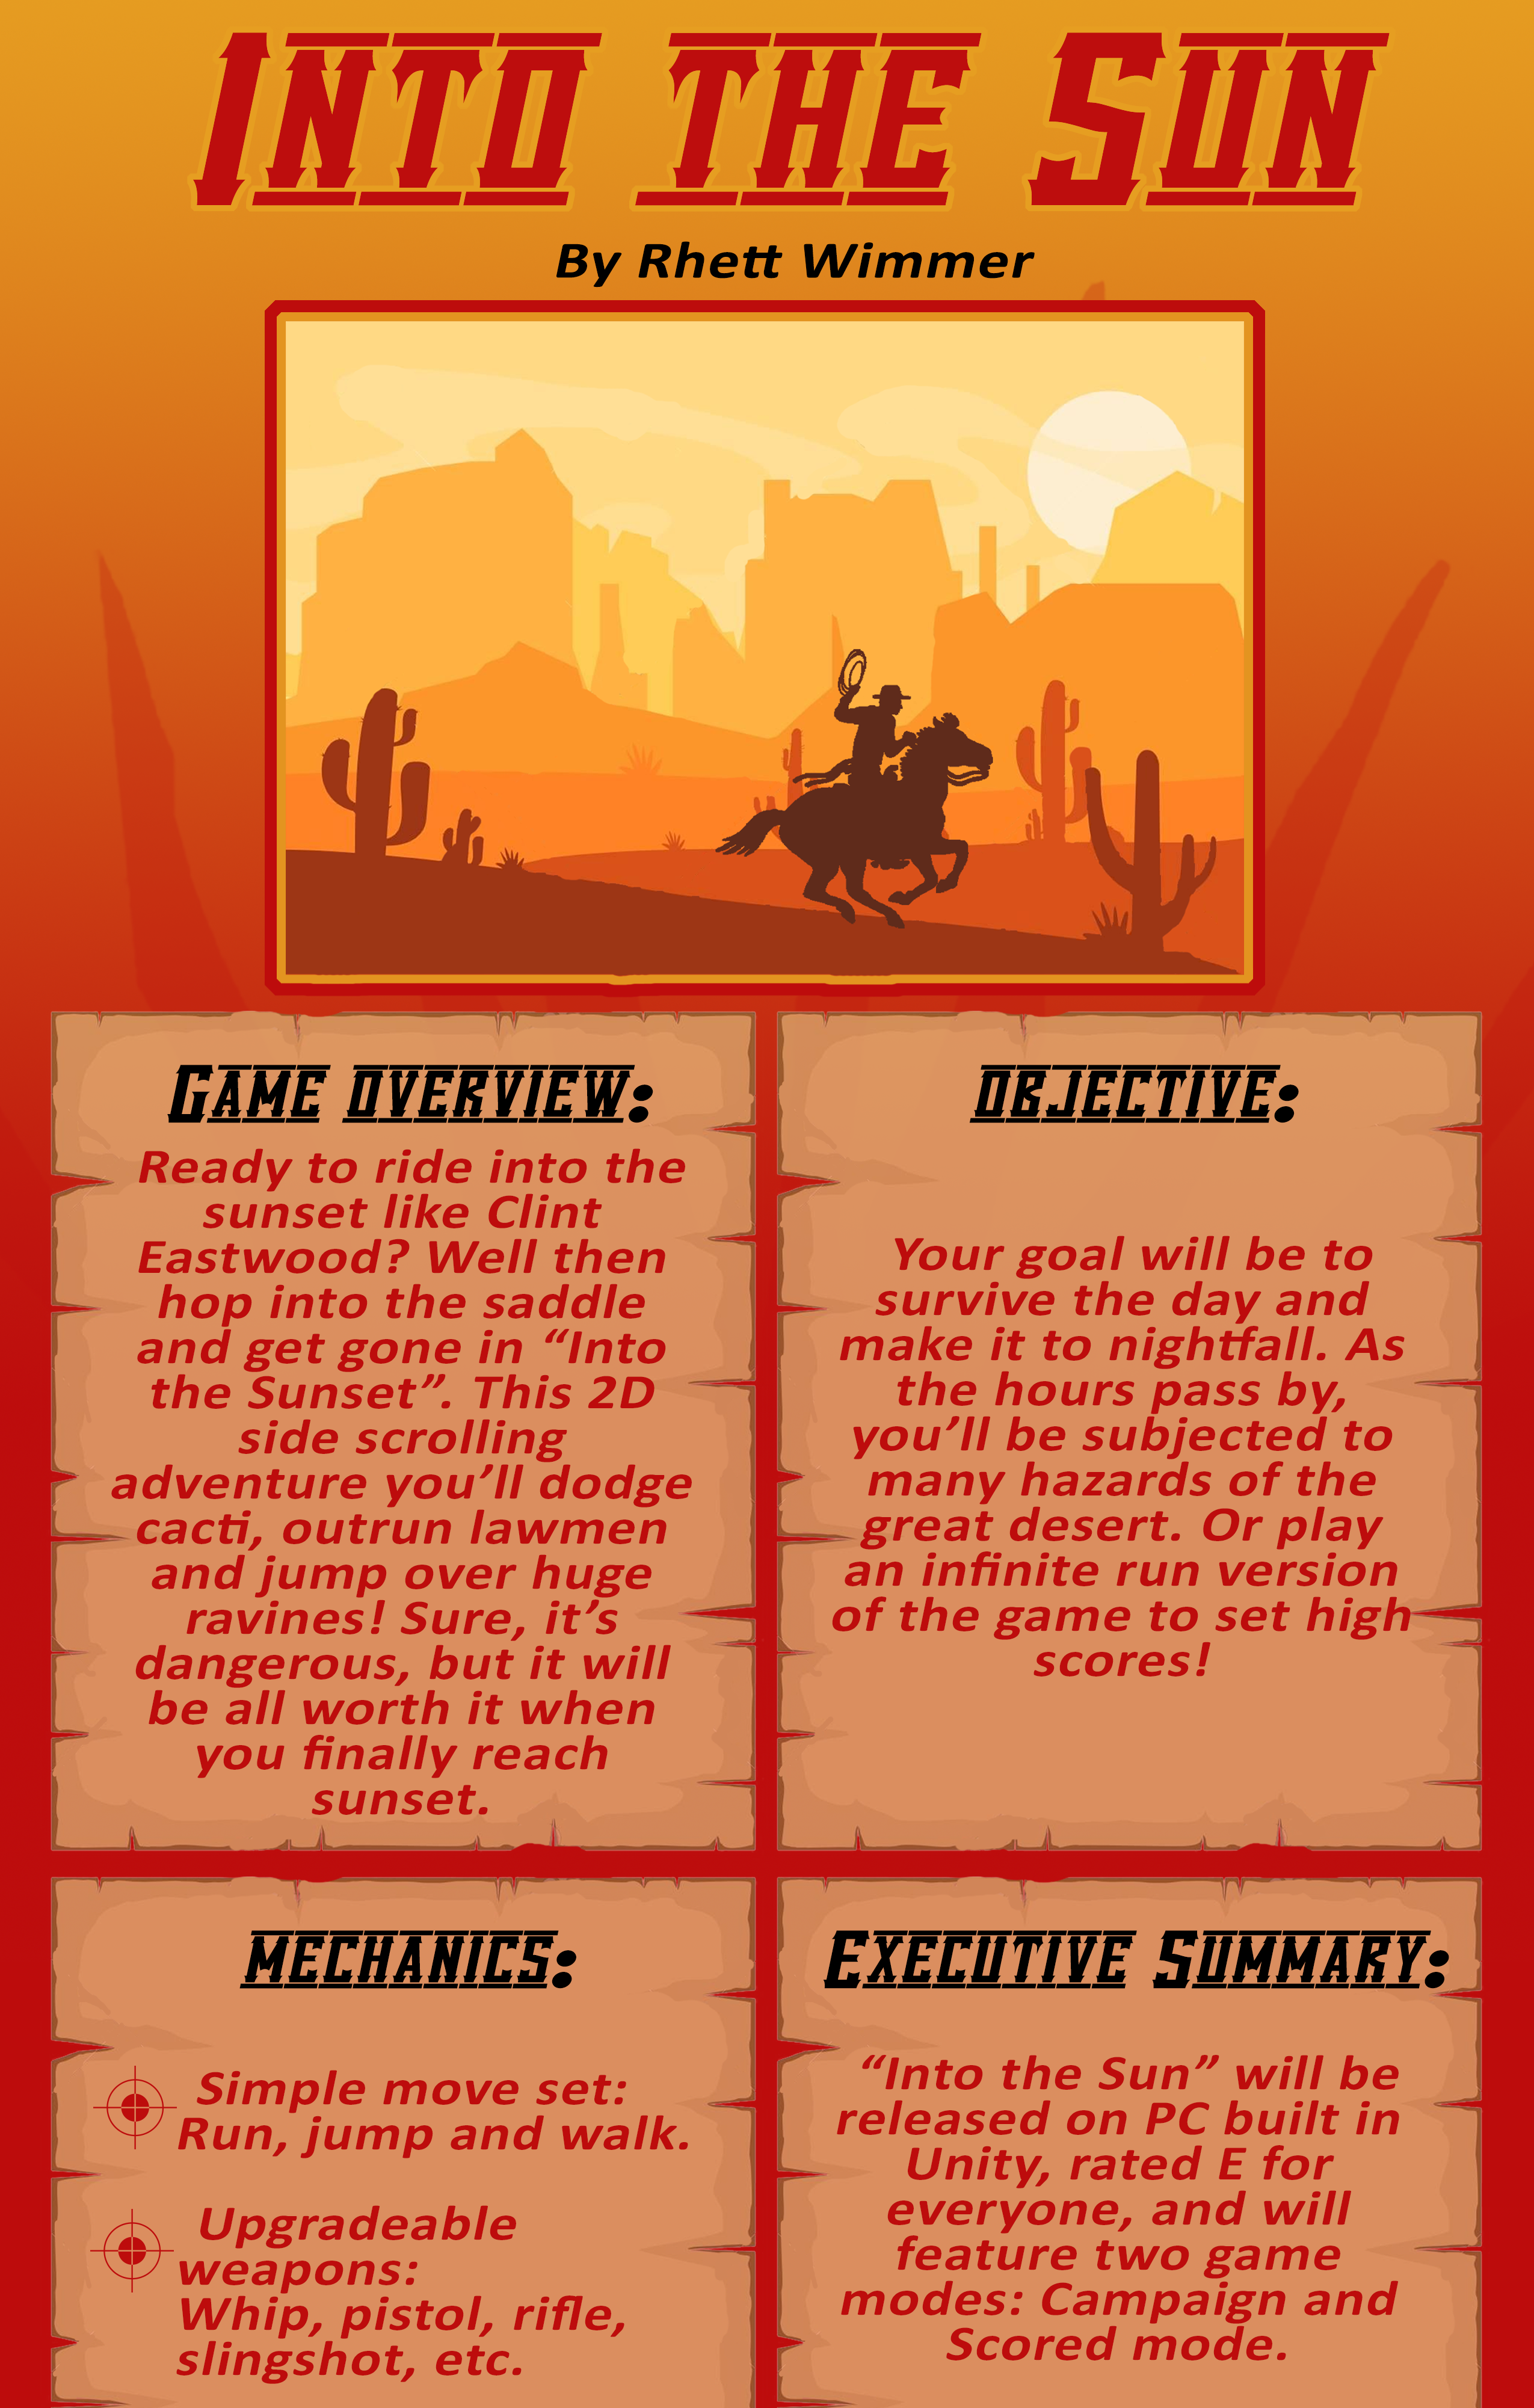 Into the Sun
By Rhett Wimmer
Game overview:
Ready to ride into the
sunset like Clint
Eastwood? Well then
hop into the saddle
and get gone in “Into
the Sunset”. This 2D
side scrolling
adventure you’ll dodge
cacti, outrun lawmen
and jump over huge
ravines! Sure, it’s
dangerous, but it will
be all worth it when
you finally reach
sunset.
objective:
Your goal will be to
survive the day and
make it to nightfall. As
the hours pass by,
you’ll be subjected to
many hazards of the
great desert. Or play
an infinite run version
of the game to set high
scores!
mechanics:
Simple move set:
Run, jump and walk.
Upgradeable
weapons:
Whip, pistol, rifle,
slingshot, etc.
Executive Summary:
“Into the Sun” will be
released on PC built in
Unity, rated E for
everyone, and will
feature two game
modes: Campaign and
Scored mode.